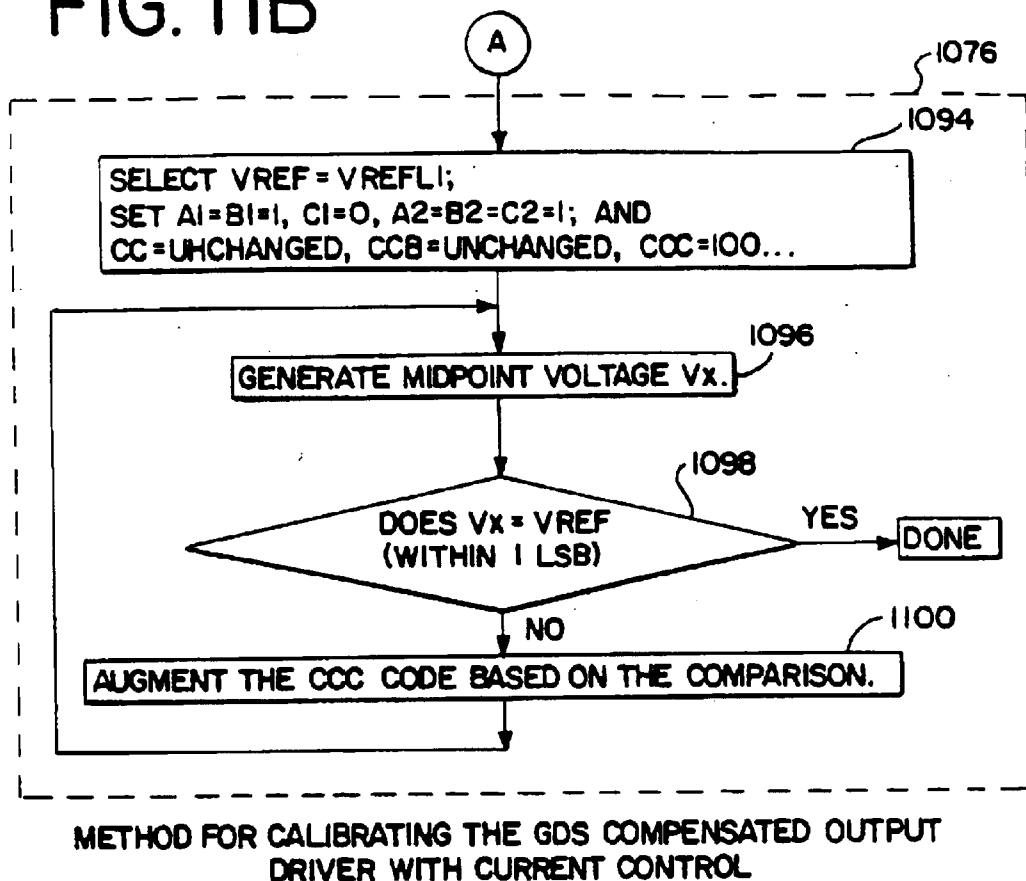 FIG. 11B
A
1076
1094
SELECT VREF = VREFL1;
SET A1=B1=1, C1=0, A2=B2=C2=1; AND
CC=UHCHANGED, CCB=UNCHANGED, COC=100...
1096
GENERATE MIDPOINT VOLTAGE Vx.
1098
DOES Vx = VREF
(WITHIN 1 LSB)
YES
DONE
NO
1100
AUGMENT THE CCC CODE BASED ON THE COMPARISON.
METHOD FOR CALIBRATING THE GDS COMPENSATED OUTPUT
DRIVER WITH CURRENT CONTROL